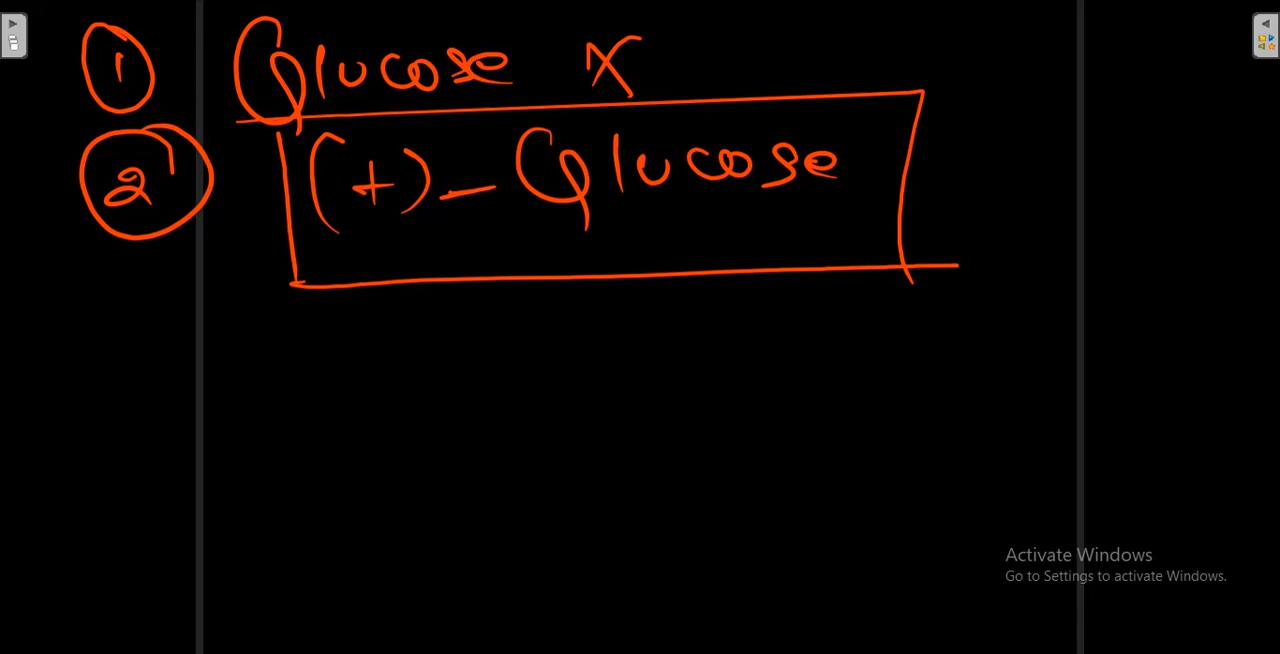 ① Glucose X
② (+)-Glucose
Activate Windows
Go to Settings to activate Windows.